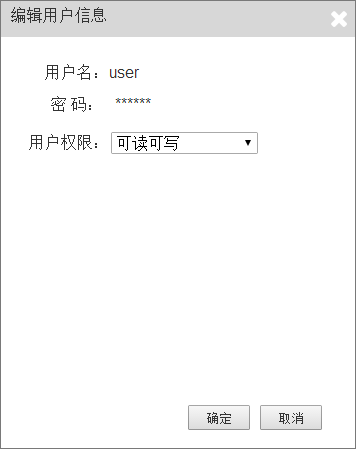 编辑用户信息
用户名：user
密 码： ******
用户权限：可读可写
确定 取消